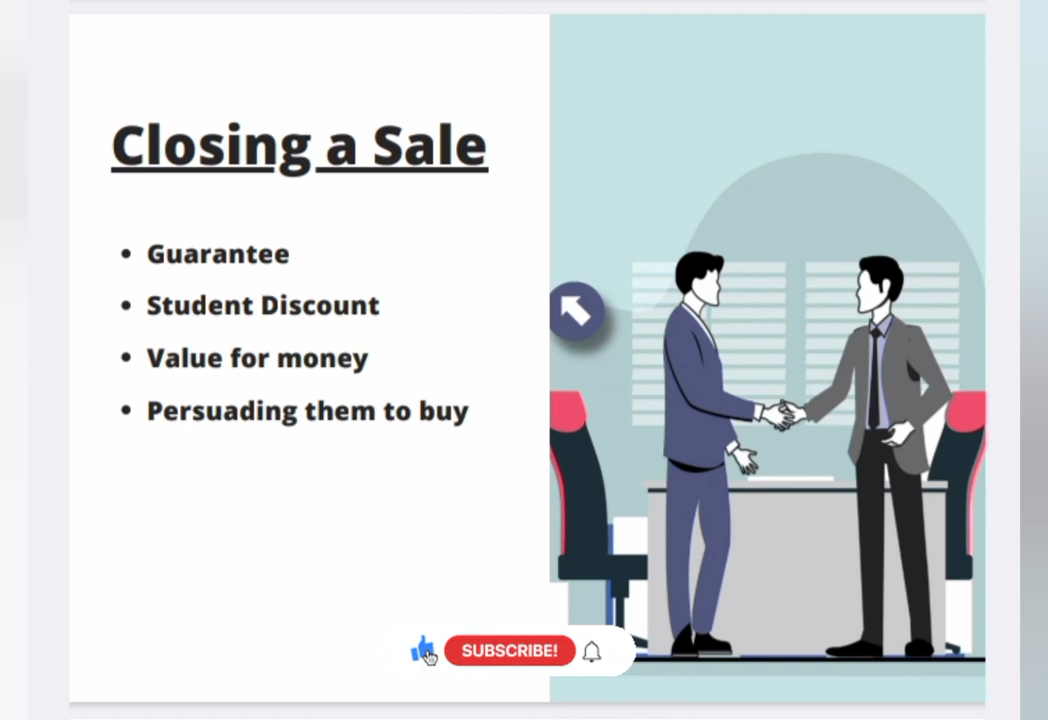 Closing a Sale
Guarantee
Student Discount
Value for money
Persuading them to buy
SUBSCRIBE!